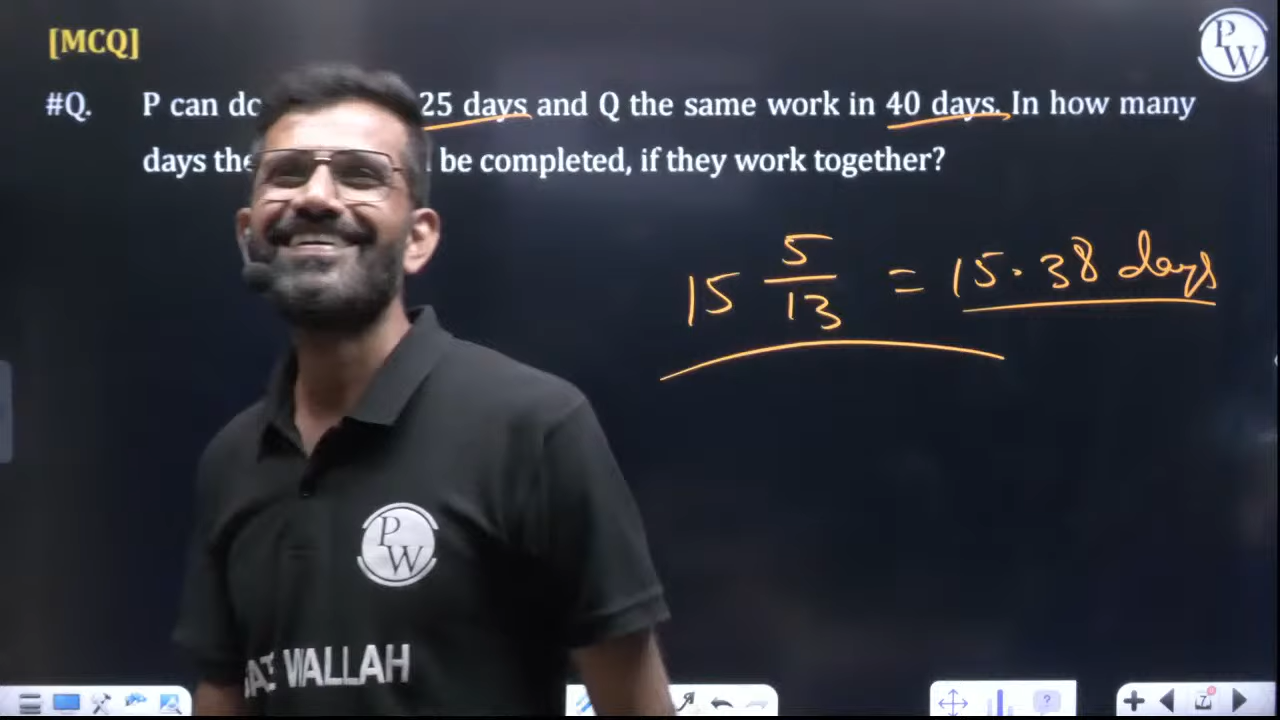 [MCQ]
PW
#Q. P can do 25 days and Q the same work in 40 days. In how many
days the be completed, if they work together?
15 5/13 = 15.38 days
PW
WALLAH